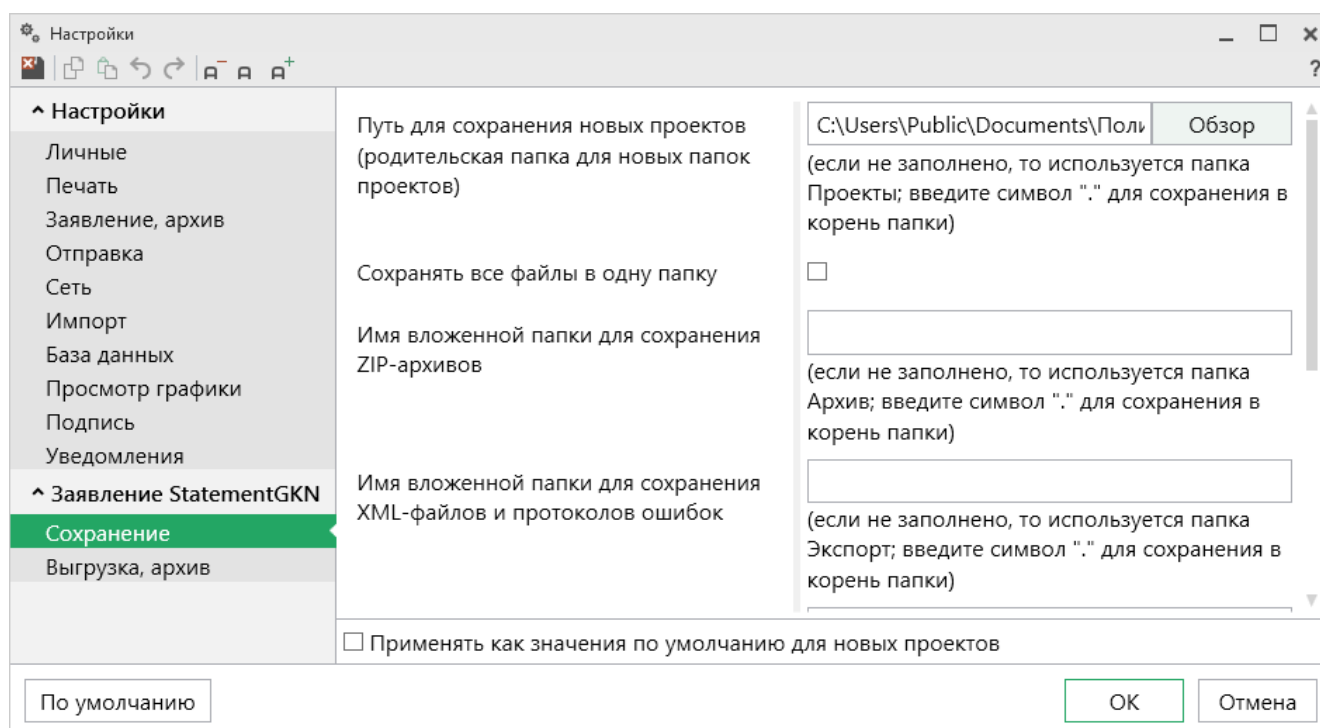 Настройки
?
^ Настройки
Личные
Печать
Заявление, архив
Отправка
Сеть
Импорт
База данных
Просмотр графики
Подпись
Уведомления
^ Заявление StatementGKN
Сохранение
Выгрузка, архив
Путь для сохранения новых проектов
(родительская папка для новых папок
проектов)
C:\Users\Public\Documents\Поли
Обзор
(если не заполнено, то используется папка
Проекты; введите символ "." для сохранения в
корень папки)
Сохранять все файлы в одну папку
Имя вложенной папки для сохранения
ZIP-архивов
(если не заполнено, то используется папка
Архив; введите символ "." для сохранения в
корень папки)
Имя вложенной папки для сохранения
XML-файлов и протоколов ошибок
(если не заполнено, то используется папка
Экспорт; введите символ "." для сохранения в
корень папки)
Применять как значения по умолчанию для новых проектов
По умолчанию
ОК
Отмена